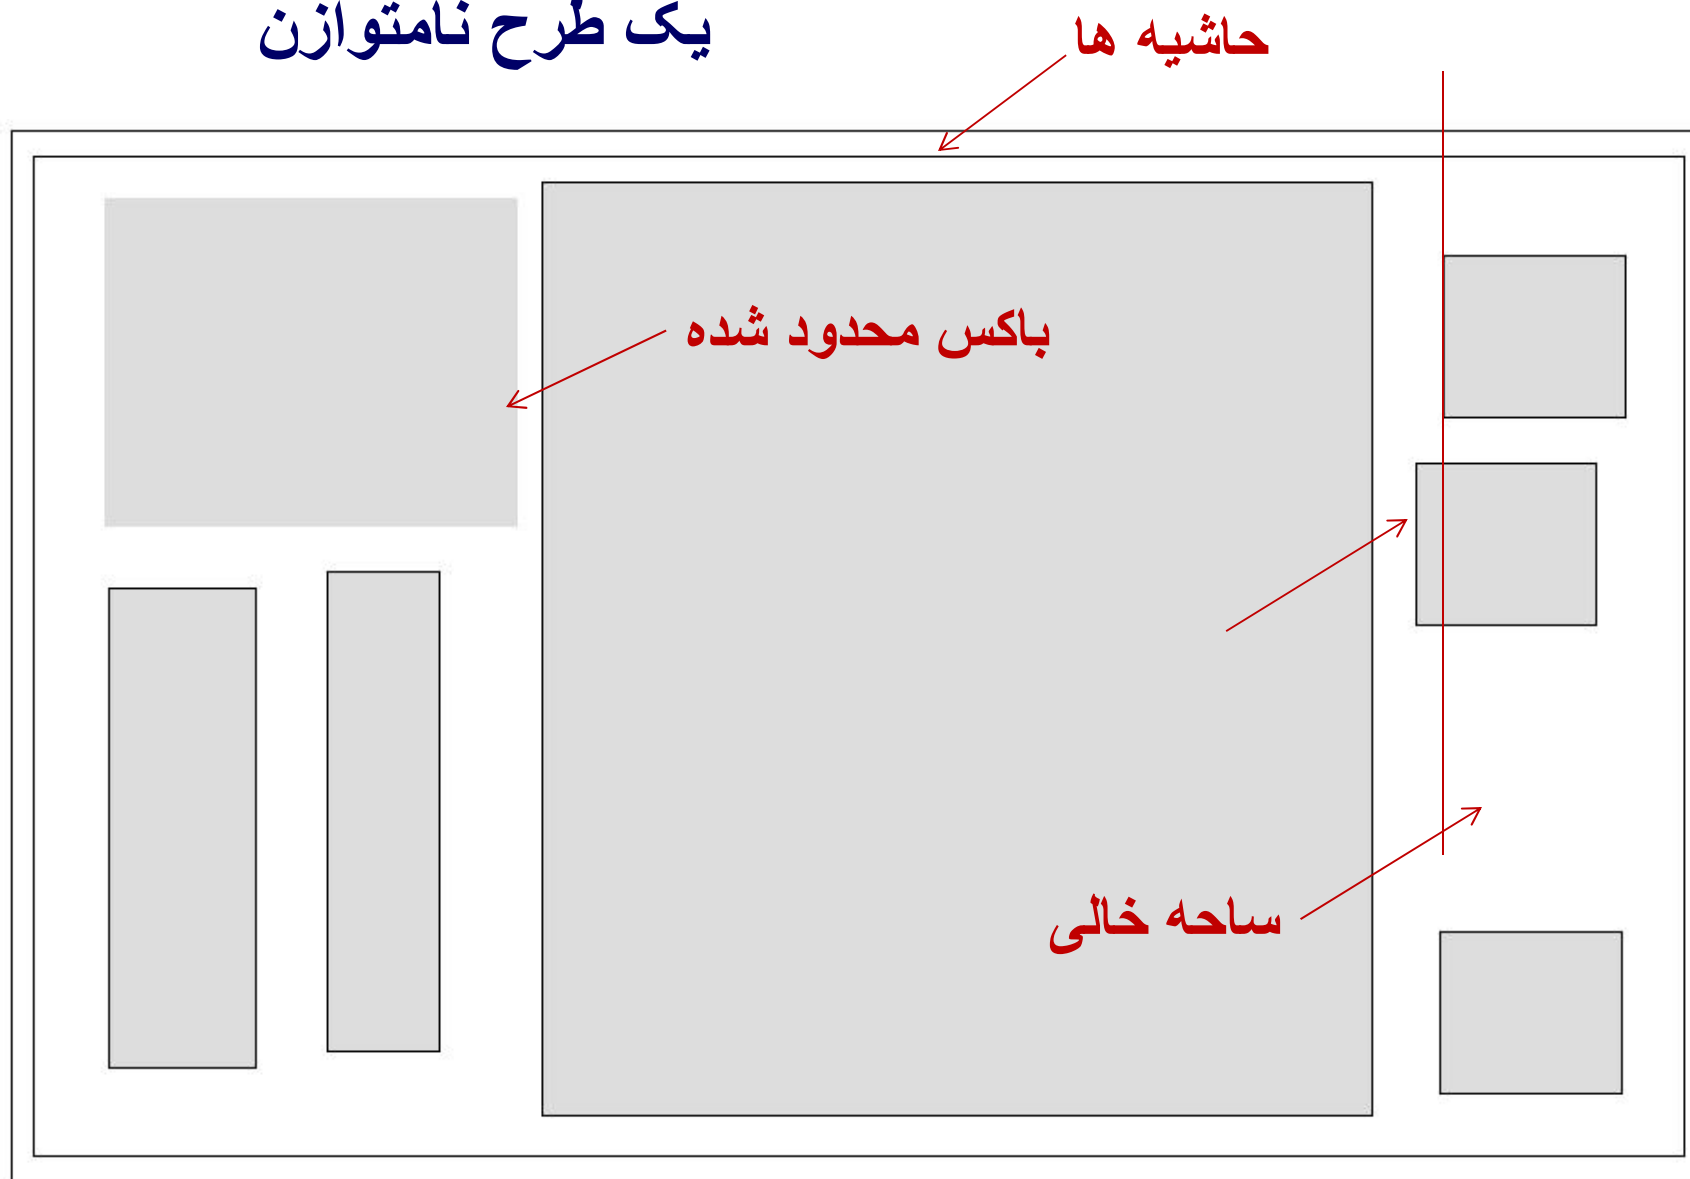 یک طرح نامتوازن
حاشیه ها
باکس محدود شده
ساحه خالی